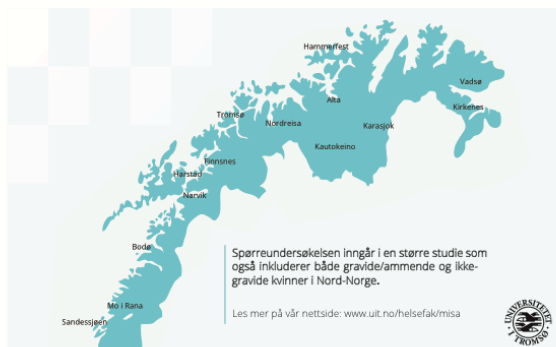 Hammerfest
Vadsø
Alta
Kirkenes
Tromsø
Nordreisa
Karasjok
Kautokeino
Finnsnes
Harstad
Narvik
Bodø
Spørreundersøkelsen inngår i en større studie som
også inkluderer både gravide/ammende og ikke-
gravide kvinner i Nord-Norge.
Mo i Rana
Les mer på vår nettside: www.uit.no/helsefak/misa
Sandessjøen
UNIVERSITETET
I TROMSØ